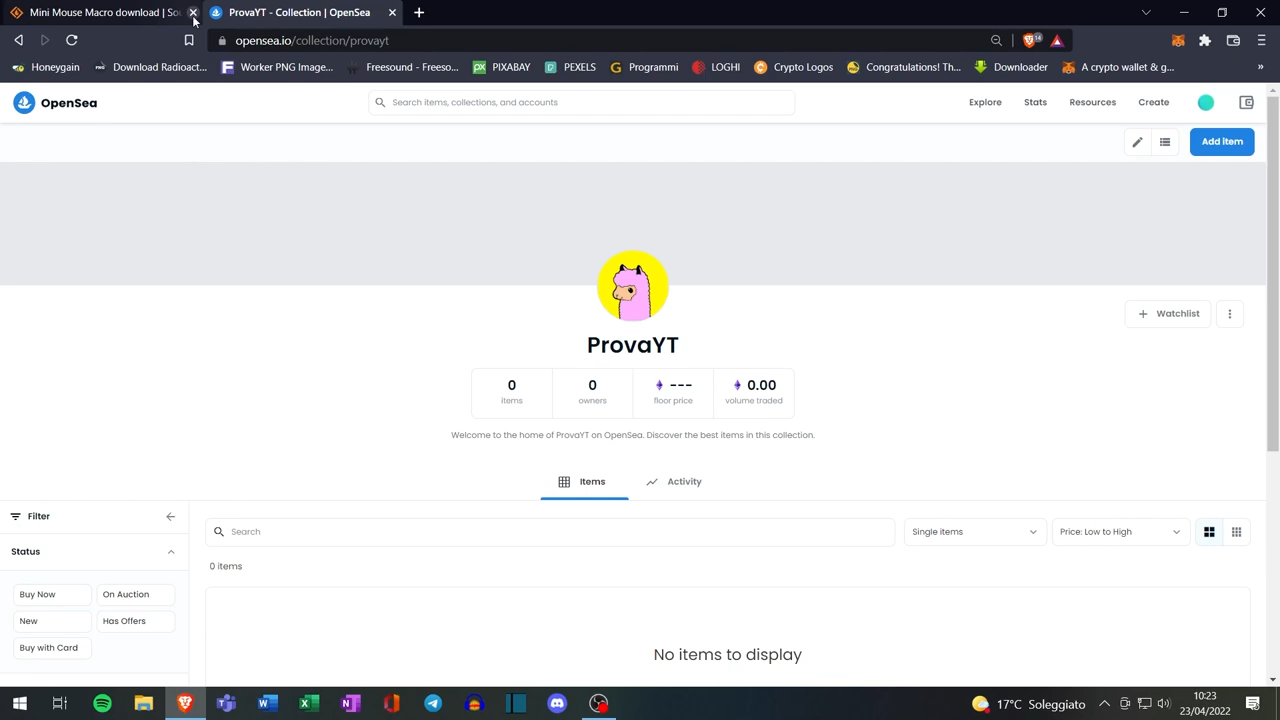 Mini Mouse Macro download | Sou
ProvaYT - Collection | OpenSea
opensea.io/collection/provayt
14
Honeygain
Download Radioact...
Worker PNG Image...
Freesound - Freeso...
PIXABAY
PEXELS
Programmi
LOGHI
Crypto Logos
Congratulations! Th...
Downloader
A crypto wallet & g...
»
OpenSea
Search items, collections, and accounts
Explore
Stats
Resources
Create
Add item
ProvaYT
+ Watchlist
0
items
0
owners
---
floor price
0.00
volume traded
Welcome to the home of ProvaYT on OpenSea. Discover the best items in this collection.
Items
Activity
Filter
Search
Single items
Price: Low to High
Status
0 items
Buy Now
On Auction
New
Has Offers
Buy with Card
No items to display
17°C Soleggiato
10:23
23/04/2022